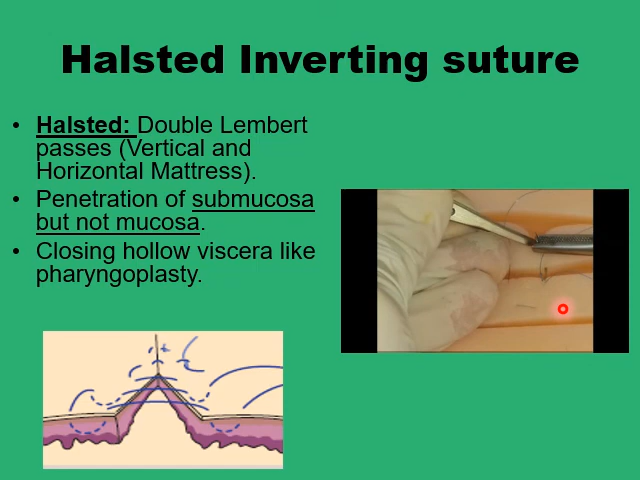 Halsted Inverting suture
• Halsted: Double Lembert
passes (Vertical and
Horizontal Mattress).
• Penetration of submucosa
but not mucosa.
• Closing hollow viscera like
pharyngoplasty.